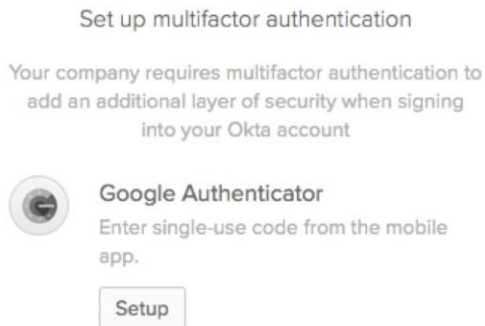 Set up multifactor authentication
Your company requires multifactor authentication to
add an additional layer of security when signing
into your Okta account
Google Authenticator
Enter single-use code from the mobile
app.
Setup